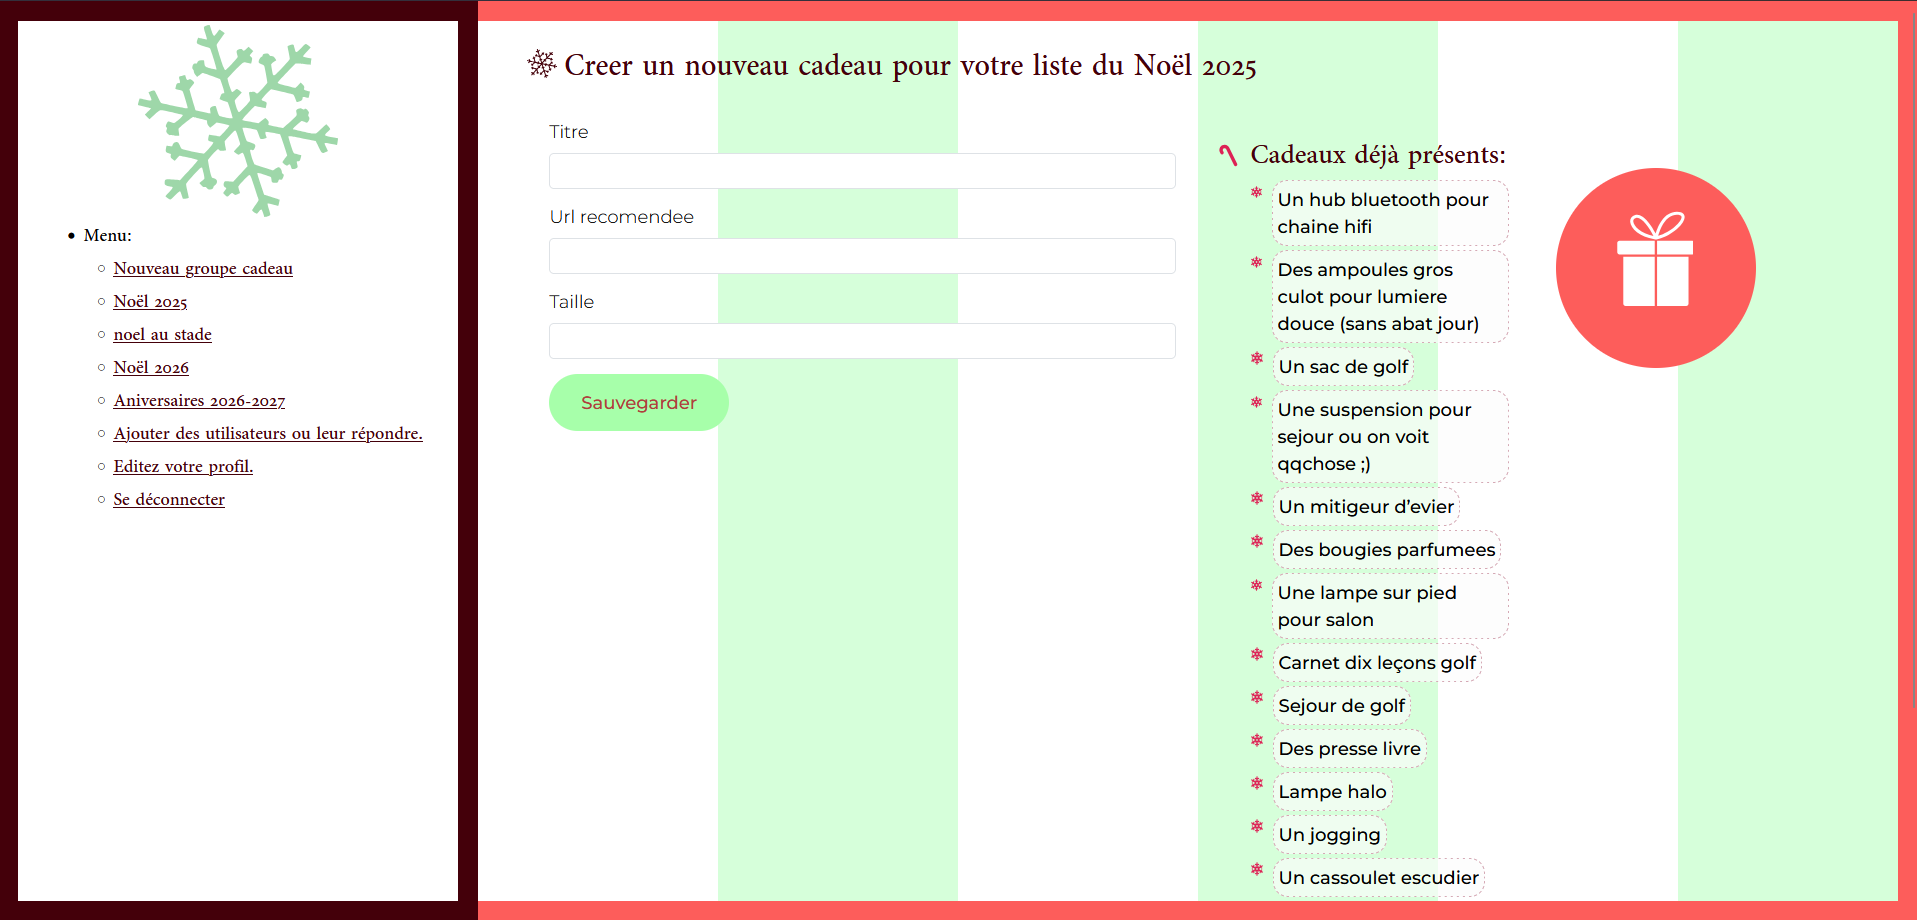 Menu:
Nouveau groupe cadeau
Noël 2025
noel au stade
Noël 2026
Aniversaires 2026-2027
Ajouter des utilisateurs ou leur répondre.
Editez votre profil.
Se déconnecter
Creer un nouveau cadeau pour votre liste du Noël 2025
Titre
Url recomendee
Taille
Sauvegarder
Cadeaux déjà présents:
Un hub bluetooth pour
chaine hifi
Des ampoules gros
culot pour lumiere
douce (sans abat jour)
Un sac de golf
Une suspension pour
sejour ou on voit
qqchose ;)
Un mitigeur d’evier
Des bougies parfumees
Une lampe sur pied
pour salon
Carnet dix leçons golf
Sejour de golf
Des presse livre
Lampe halo
Un jogging
Un cassoulet escudier